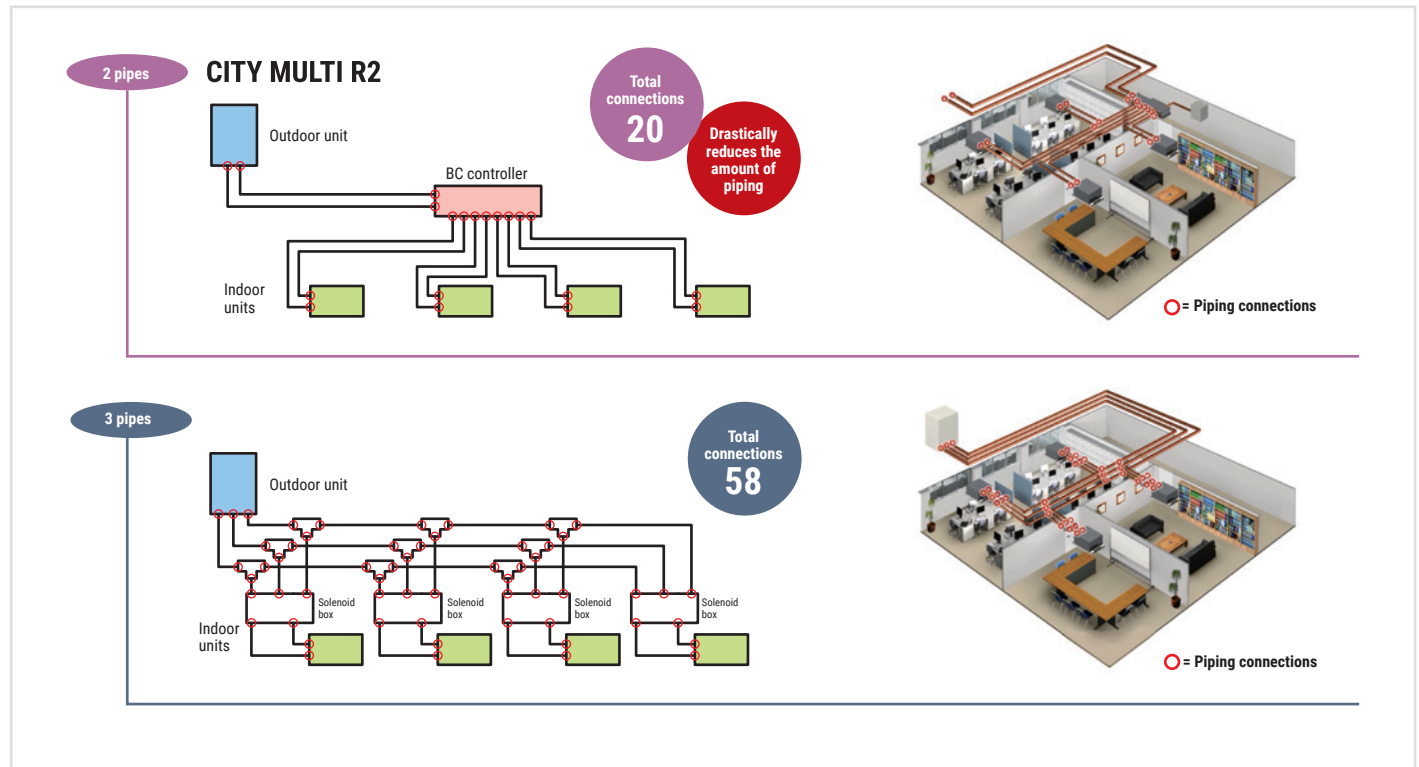 2 pipes
CITY MULTI R2
Total
connections
20
Drastically
reduces the
amount of
piping
Outdoor unit
BC controller
Indoor
units
= Piping connections
3 pipes
Total
connections
58
Outdoor unit
Solenoid
box
Solenoid
box
Solenoid
box
Solenoid
box
Indoor
units
= Piping connections